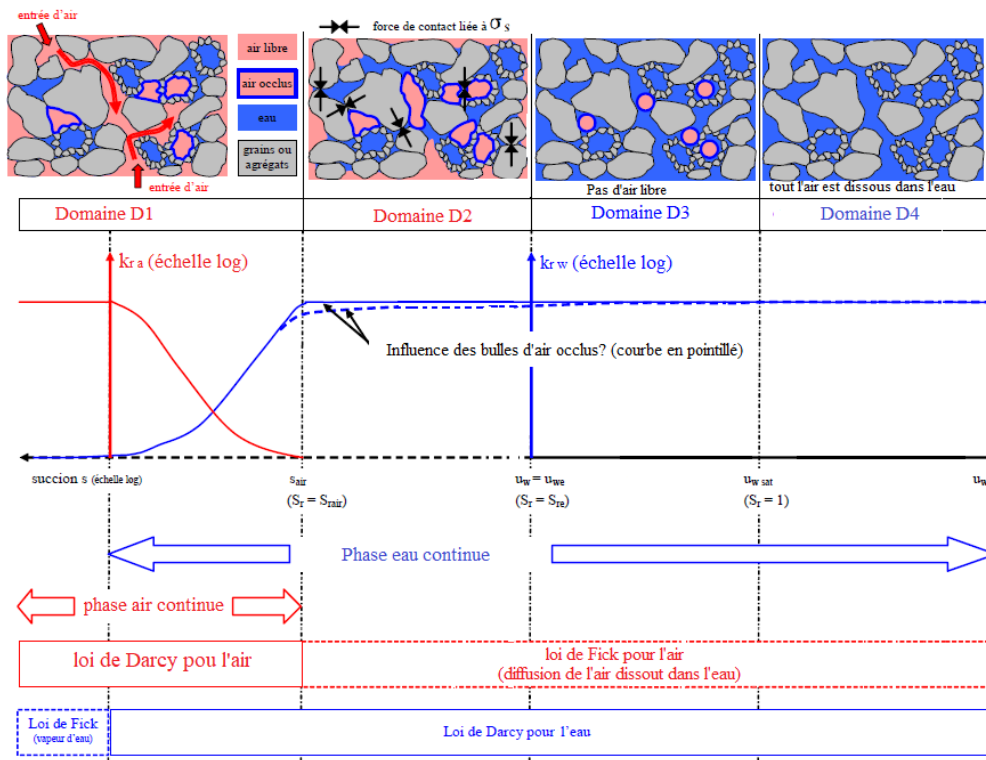 entrée d'air
air libre
air occlus
eau
grains ou
agrégats
entrée d'air
force de contact liée à σs
Pas d'air libre
tout l'air est dissous dans l'eau
Domaine D1
Domaine D2
Domaine D3
Domaine D4
kra (échelle log)
krw (échelle log)
Influence des bulles d'air occlus? (courbe en pointillé)
succion s (échelle log)
sair
(Sr = Srair)
uw = uwe
(Sr = Sre)
uw sat
(Sr = 1)
uw
Phase eau continue
phase air continue
loi de Darcy pou l'air
loi de Fick pour l'air
(diffusion de l'air dissout dans l'eau)
Loi de Fick
(vapeur d'eau)
Loi de Darcy pour l'eau